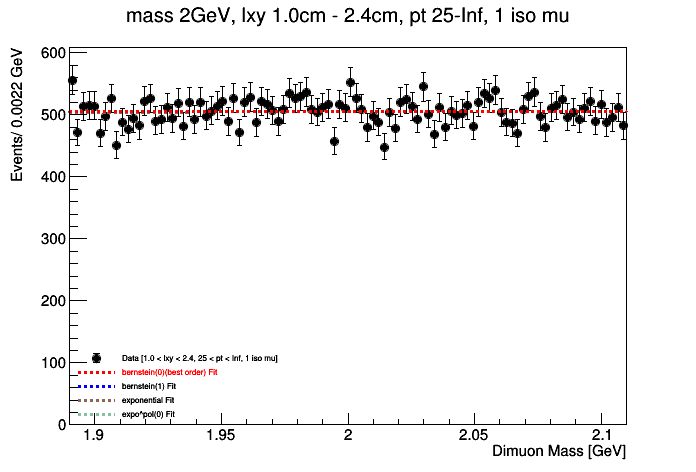 mass 2GeV, lxy 1.0cm - 2.4cm, pt 25-Inf, 1 iso mu
Events/ 0.0022 GeV
600
500
400
300
200
100
0
Data [1.0 < lxy < 2.4, 25 < pt < Inf, 1 iso mu]
bernstein(0)(best order) Fit
bernstein(1) Fit
exponential Fit
expo*pol(0) Fit
1.9 1.95 2 2.05 2.1
Dimuon Mass [GeV]